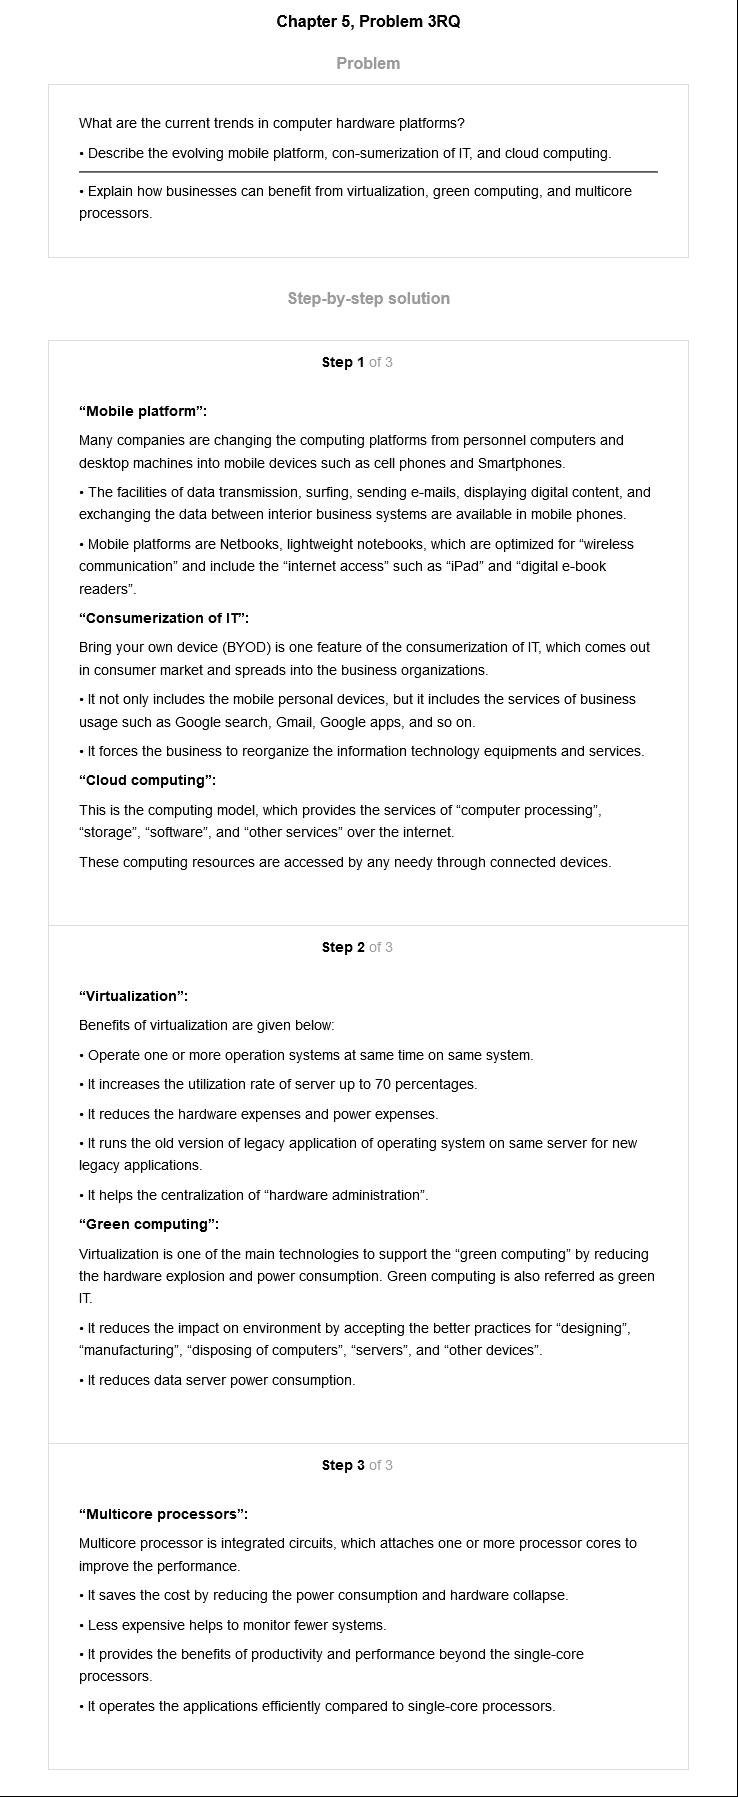 Chapter 5, Problem 3RQ
Problem
What are the current trends in computer hardware platforms?
• Describe the evolving mobile platform, con-sumerization of IT, and cloud computing.
• Explain how businesses can benefit from virtualization, green computing, and multicore
processors.
Step-by-step solution
Step 1 of 3
“Mobile platform”:
Many companies are changing the computing platforms from personnel computers and
desktop machines into mobile devices such as cell phones and Smartphones.
• The facilities of data transmission, surfing, sending e-mails, displaying digital content, and
exchanging the data between interior business systems are available in mobile phones.
• Mobile platforms are Netbooks, lightweight notebooks, which are optimized for “wireless
communication” and include the “internet access” such as “iPad” and “digital e-book
readers”.
“Consumerization of IT”:
Bring your own device (BYOD) is one feature of the consumerization of IT, which comes out
in consumer market and spreads into the business organizations.
• It not only includes the mobile personal devices, but it includes the services of business
usage such as Google search, Gmail, Google apps, and so on.
• It forces the business to reorganize the information technology equipments and services.
“Cloud computing”:
This is the computing model, which provides the services of “computer processing”,
“storage”, “software”, and “other services” over the internet.
These computing resources are accessed by any needy through connected devices.
Step 2 of 3
“Virtualization”:
Benefits of virtualization are given below:
• Operate one or more operation systems at same time on same system.
• It increases the utilization rate of server up to 70 percentages.
• It reduces the hardware expenses and power expenses.
• It runs the old version of legacy application of operating system on same server for new
legacy applications.
• It helps the centralization of “hardware administration”.
“Green computing”:
Virtualization is one of the main technologies to support the “green computing” by reducing
the hardware explosion and power consumption. Green computing is also referred as green
IT.
• It reduces the impact on environment by accepting the better practices for “designing”,
“manufacturing”, “disposing of computers”, “servers”, and “other devices”.
• It reduces data server power consumption.
Step 3 of 3
“Multicore processors”:
Multicore processor is integrated circuits, which attaches one or more processor cores to
improve the performance.
• It saves the cost by reducing the power consumption and hardware collapse.
• Less expensive helps to monitor fewer systems.
• It provides the benefits of productivity and performance beyond the single-core
processors.
• It operates the applications efficiently compared to single-core processors.